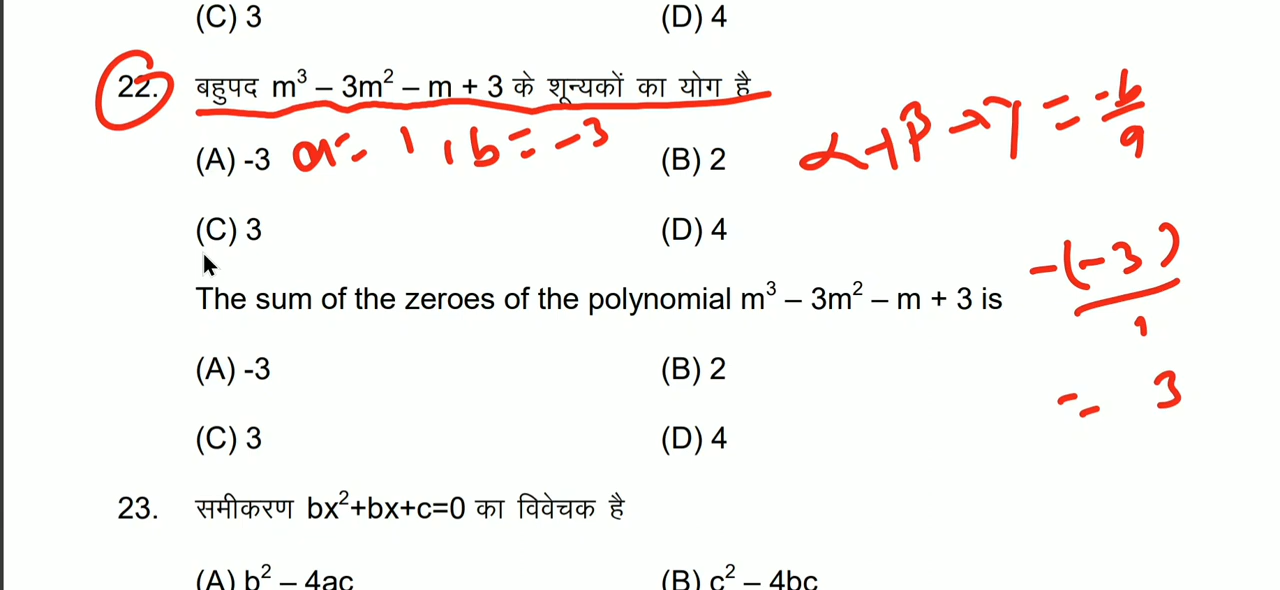 (C) 3 (D) 4
22. बहुपद m³ – 3m² – m + 3 के शून्यकों का योग है
a = 1, b = -3
α+β+γ = -b/a
(A) -3 (B) 2
(C) 3 (D) 4
-(-3)/1
The sum of the zeroes of the polynomial m³ – 3m² – m + 3 is
= 3
(A) -3 (B) 2
(C) 3 (D) 4
23. समीकरण bx²+bx+c=0 का विवेचक है
(A) b² – 4ac (B) c² – 4bc